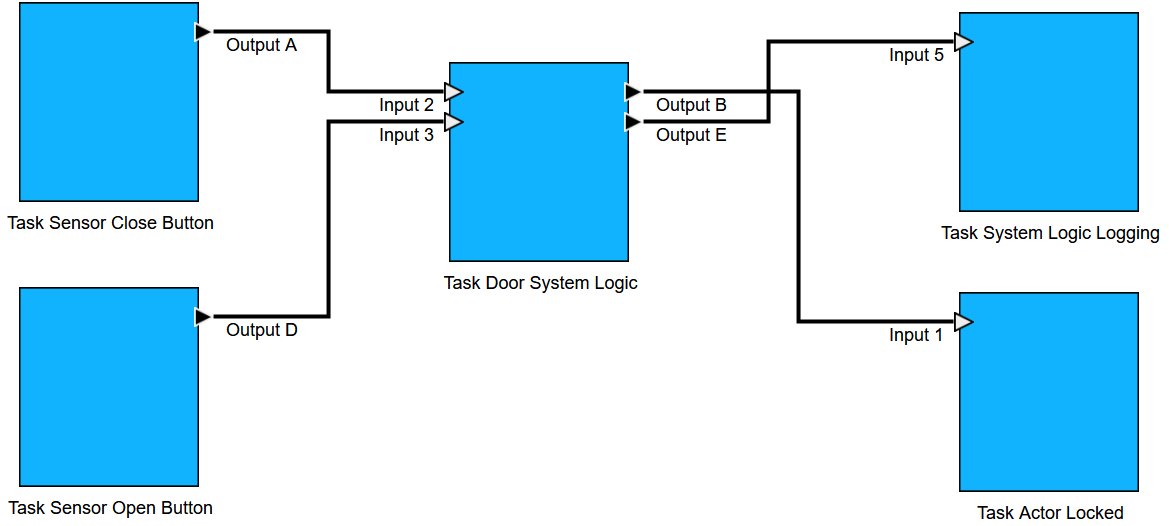 Output A
Input 5
Input 2
Output B
Input 3
Output E
Task Sensor Close Button
Task System Logic Logging
Task Door System Logic
Output D
Input 1
Task Sensor Open Button
Task Actor Locked